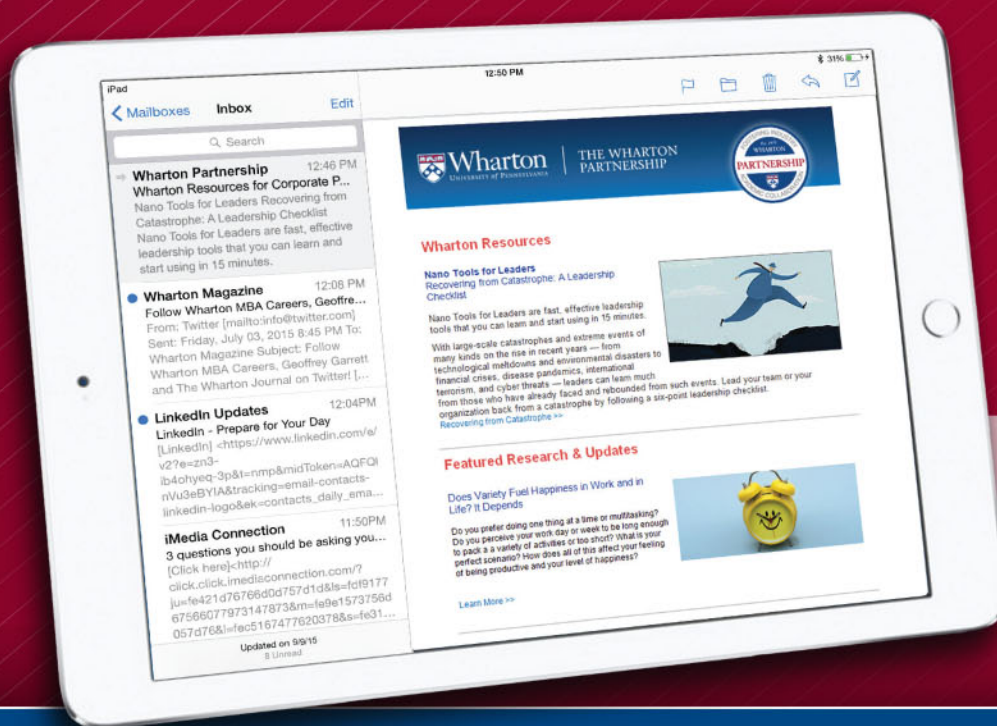 iPad
12:50 PM
31%
Mailboxes
Inbox
Edit
Search
Wharton Partnership 12:46 PM
Wharton Resources for Corporate P...
Nano Tools for Leaders Recovering from
Catastrophe: A Leadership Checklist
Nano Tools for Leaders are fast, effective
leadership tools that you can learn and
start using in 15 minutes.
Wharton Magazine 12:08 PM
Follow Wharton MBA Careers, Geoffre...
From: Twitter [mailto:info@twitter.com]
Sent: Friday, July 03, 2015 8:45 PM To:
Wharton Magazine Subject: Follow
Wharton MBA Careers, Geoffrey Garrett
and The Wharton Journal on Twitter! [...
LinkedIn Updates 12:04PM
LinkedIn - Prepare for Your Day
[LinkedIn] <https://www.linkedin.com/e/
v2?e=zn3-
ib4ohyeq-3p&t=nmp&midToken=AQFQI
nVu3eBYIA&tracking=email-contacts-
linkedin-logo&ek=contacts_daily_ema...
iMedia Connection 11:50PM
3 questions you should be asking you...
[Click here]<http://
click.click.imediaconnection.com/?
ju=fe421d76766d0d757d1d&ls=fdf9177
67566077973147873&m=fe9e1573756d
057d76&l=fec5167477620378&s=fe31...
Updated on 9/9/15
8 Unread
Wharton
University of Pennsylvania
THE WHARTON
PARTNERSHIP
FOSTERING INDUSTRY
WHARTON
PARTNERSHIP
ACADEMIC COLLABORATION
Wharton Resources
Nano Tools for Leaders
Recovering from Catastrophe: A Leadership
Checklist
Nano Tools for Leaders are fast, effective leadership
tools that you can learn and start using in 15 minutes.
With large-scale catastrophes and extreme events of
many kinds on the rise in recent years — from
technological meltdowns and environmental disasters to
financial crises, disease pandemics, international
terrorism, and cyber threats — leaders can learn much
from those who have already faced and rebounded from such events. Lead your team or your
organization back from a catastrophe by following a six-point leadership checklist.
Recovering from Catastrophe >>
Featured Research & Updates
Does Variety Fuel Happiness in Work and in
Life? It Depends
Do you prefer doing one thing at a time or multitasking?
Do you perceive your work day or week to be long enough
to pack a a variety of activities or too short? What is your
perfect scenario? How does all of this affect your feeling
of being productive and your level of happiness?
Learn More >>